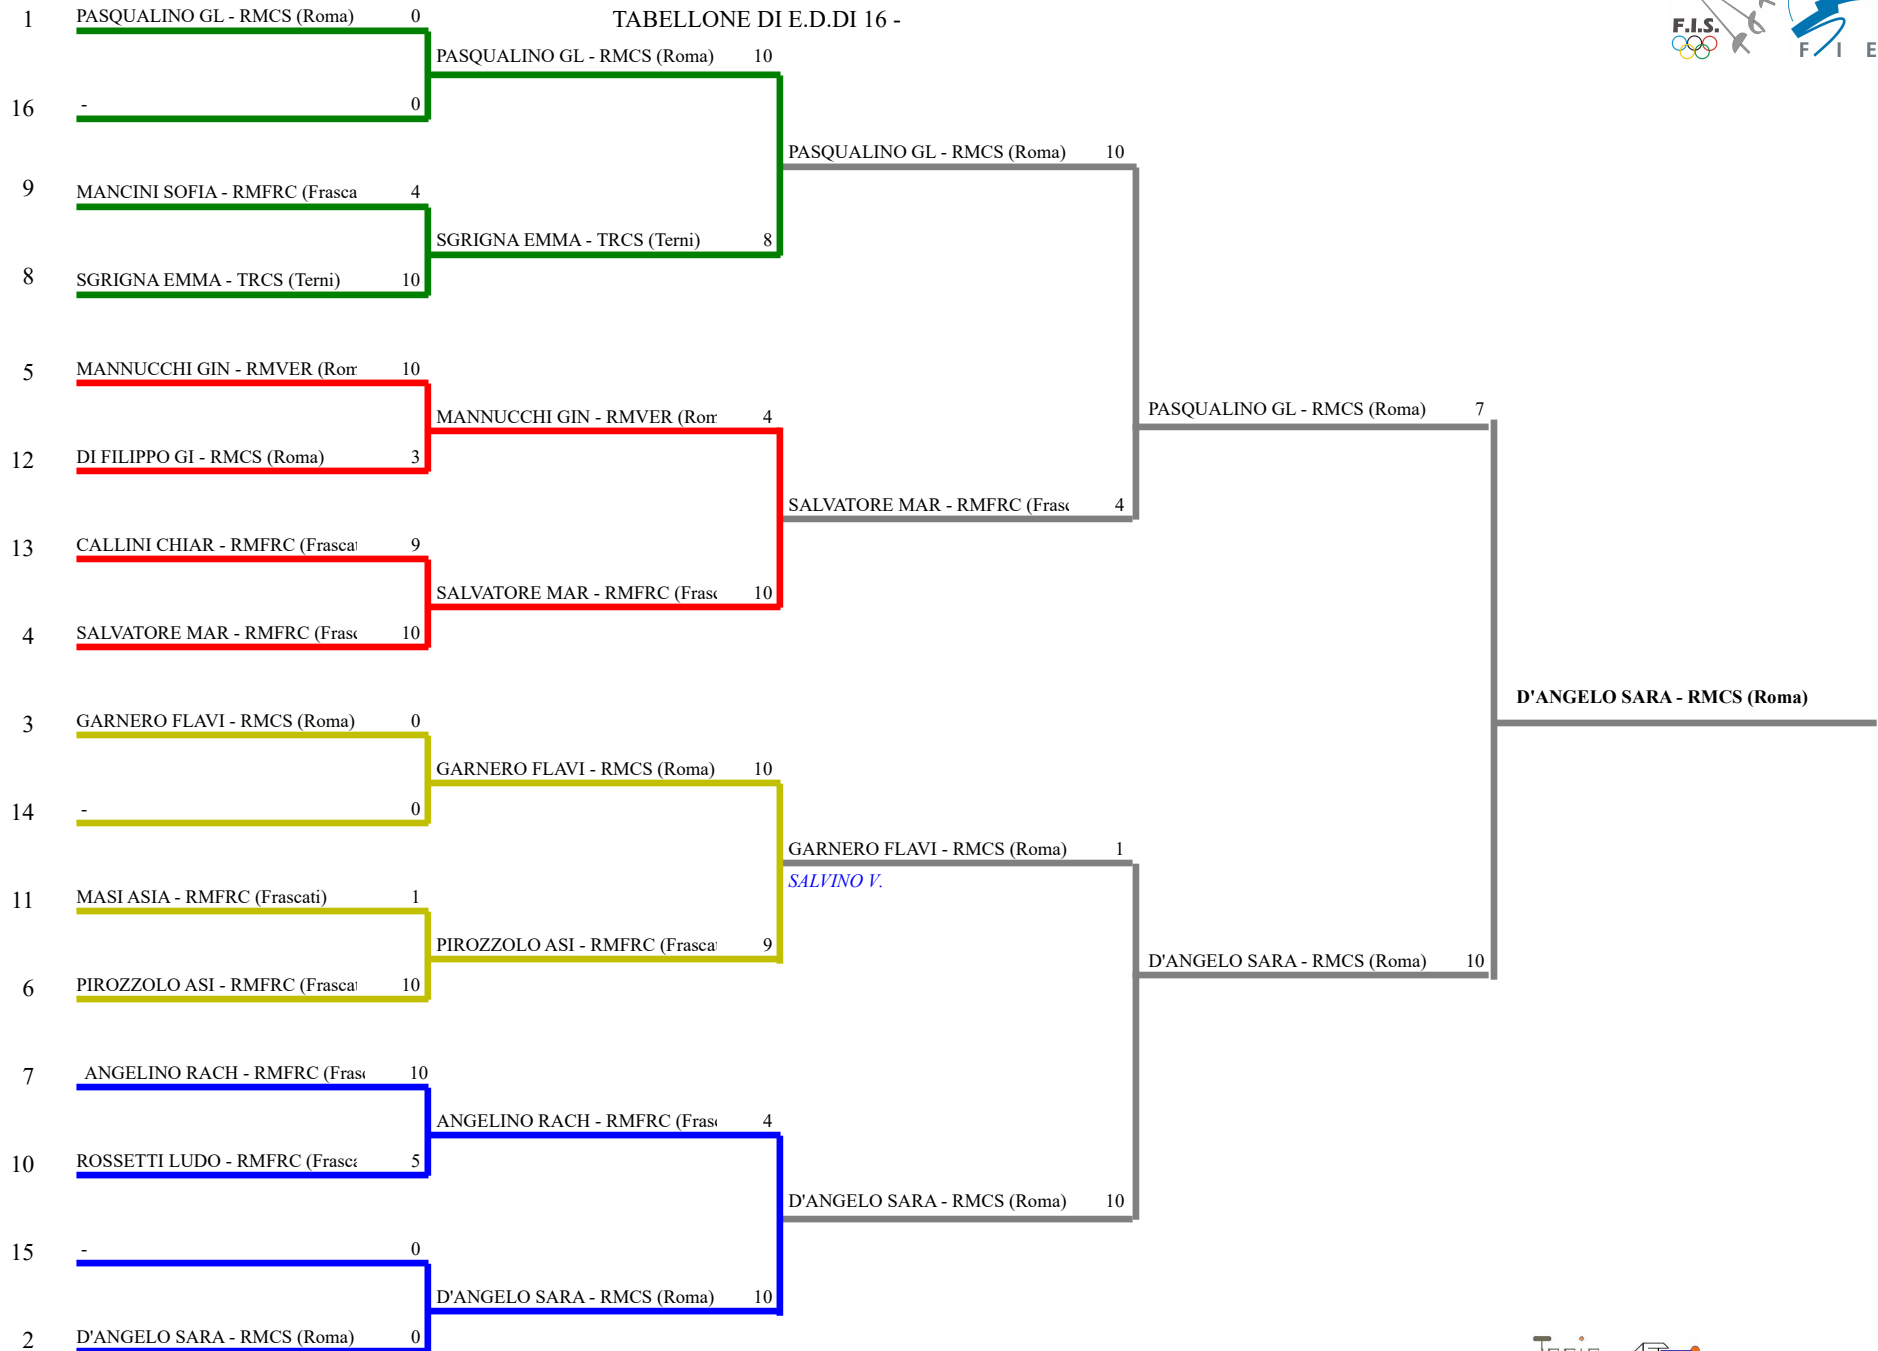 TABELLONE DI E.D.DI 16 -
F.I.S.
F I E
1 PASQUALINO GL - RMCS (Roma) 0
PASQUALINO GL - RMCS (Roma) 10
16 - 0
PASQUALINO GL - RMCS (Roma) 10
9 MANCINI SOFIA - RMFRC (Frasca 4
SGRIGNA EMMA - TRCS (Terni) 8
8 SGRIGNA EMMA - TRCS (Terni) 10
5 MANNUCCHI GIN - RMVER (Rom 10
MANNUCCHI GIN - RMVER (Rom 4
PASQUALINO GL - RMCS (Roma) 7
12 DI FILIPPO GI - RMCS (Roma) 3
SALVATORE MAR - RMFRC (Frasc 4
13 CALLINI CHIAR - RMFRC (Frascat 9
SALVATORE MAR - RMFRC (Frasc 10
4 SALVATORE MAR - RMFRC (Frasc 10
D'ANGELO SARA - RMCS (Roma)
3 GARNERO FLAVI - RMCS (Roma) 0
GARNERO FLAVI - RMCS (Roma) 10
14 - 0
GARNERO FLAVI - RMCS (Roma) 1
SALVINO V.
11 MASI ASIA - RMFRC (Frascati) 1
PIROZZOLO ASI - RMFRC (Frascat 9
D'ANGELO SARA - RMCS (Roma) 10
6 PIROZZOLO ASI - RMFRC (Frascat 10
7 ANGELINO RACH - RMFRC (Frasc 10
ANGELINO RACH - RMFRC (Frasc 4
10 ROSSETTI LUDO - RMFRC (Frasca 5
D'ANGELO SARA - RMCS (Roma) 10
15 - 0
D'ANGELO SARA - RMCS (Roma) 10
2 D'ANGELO SARA - RMCS (Roma) 0